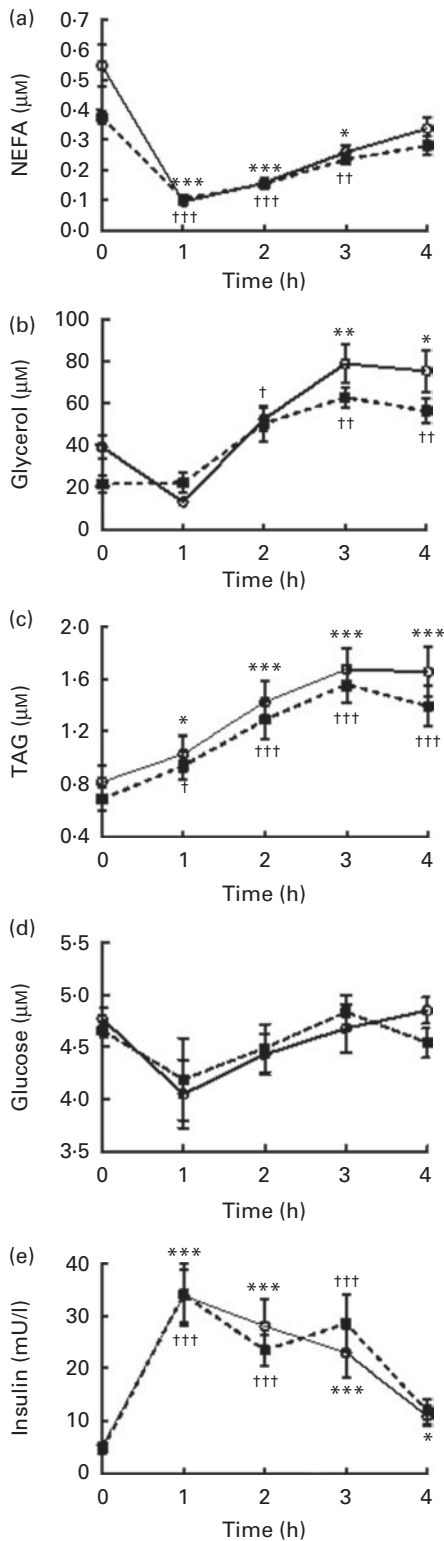 (a)
NEFA (μM)
0·7
0·6
0·5
0·4
0·3
0·2
0·1
0·0
***
†††
***
†††
*
††
0 1 2 3 4
Time (h)
(b)
Glycerol (μM)
100
80
60
40
20
0
†
**
††
*
††
0 1 2 3 4
Time (h)
(c)
TAG (μM)
2·0
1·6
1·2
0·8
0·4
*
†
***
†††
***
†††
***
†††
0 1 2 3 4
Time (h)
(d)
Glucose (μM)
5·5
5·0
4·5
4·0
3·5
0 1 2 3 4
Time (h)
(e)
Insulin (mU/l)
40
30
20
10
0
***
†††
***
†††
†††
***
*
0 1 2 3 4
Time (h)